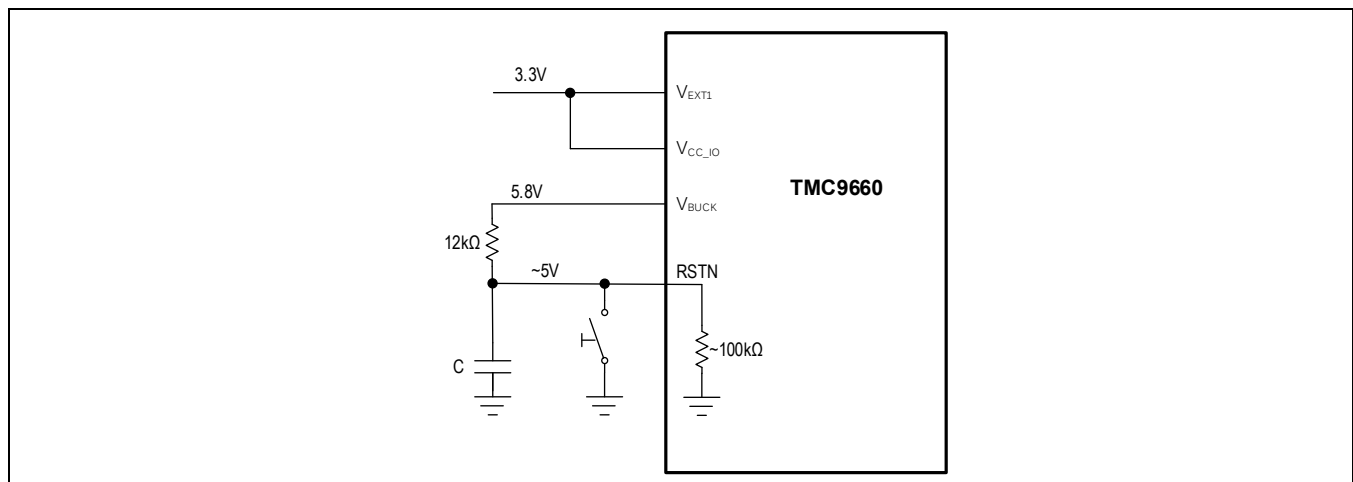 3.3V
VEXT1
VCC_IO
TMC9660
5.8V
VBUCK
12kΩ
~5V
RSTN
~100kΩ
C